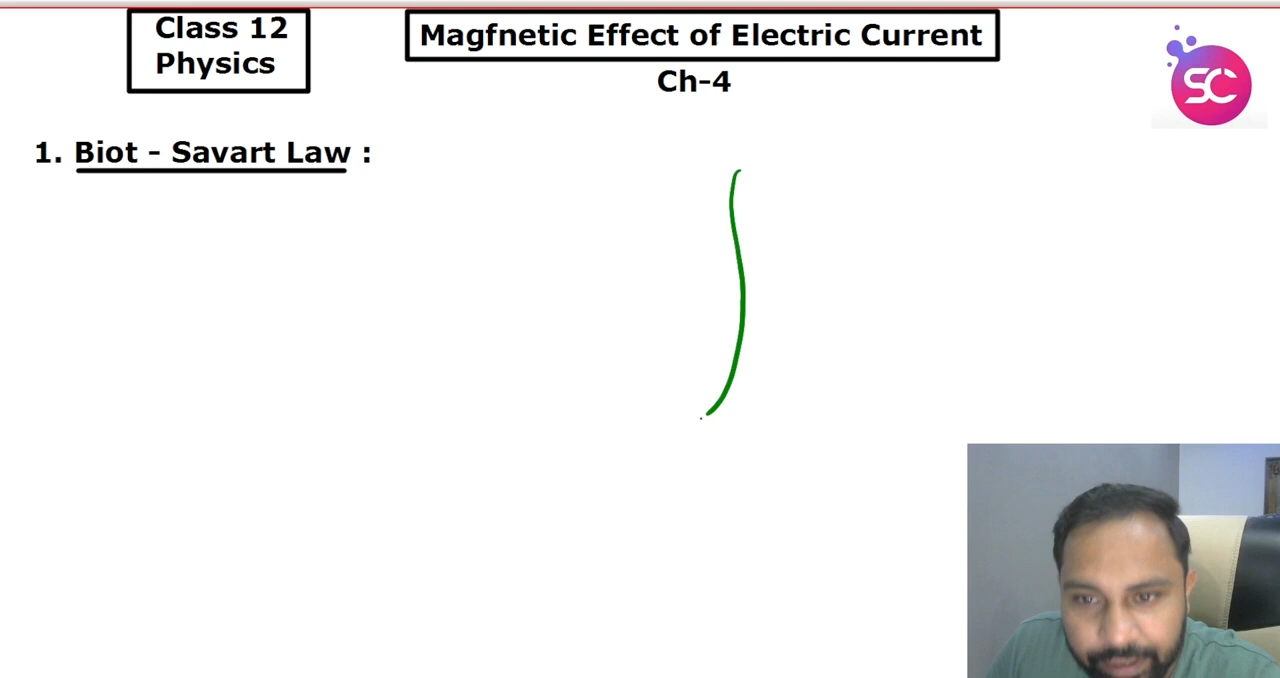 Class 12
Physics
Magfnetic Effect of Electric Current
Ch-4
SC
1. Biot - Savart Law :